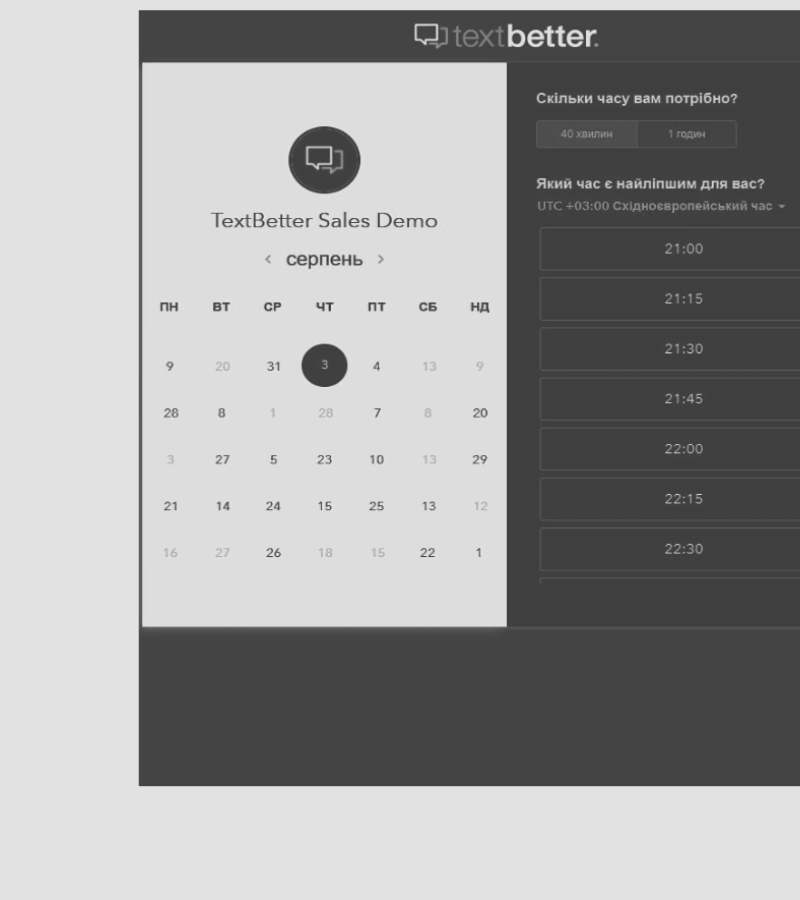 textbetter.
TextBetter Sales Demo
< серпень >
ПН ВТ СР ЧТ ПТ СБ НД
9 20 31 3 4 13 9
28 8 1 28 7 8 20
3 27 5 23 10 13 29
21 14 24 15 25 13 12
16 27 26 18 15 22 1
Скільки часу вам потрібно?
40 хвилин 1 годин
Який час є найліпшим для вас?
UTC +03:00 Східноєвропейський час
21:00
21:15
21:30
21:45
22:00
22:15
22:30